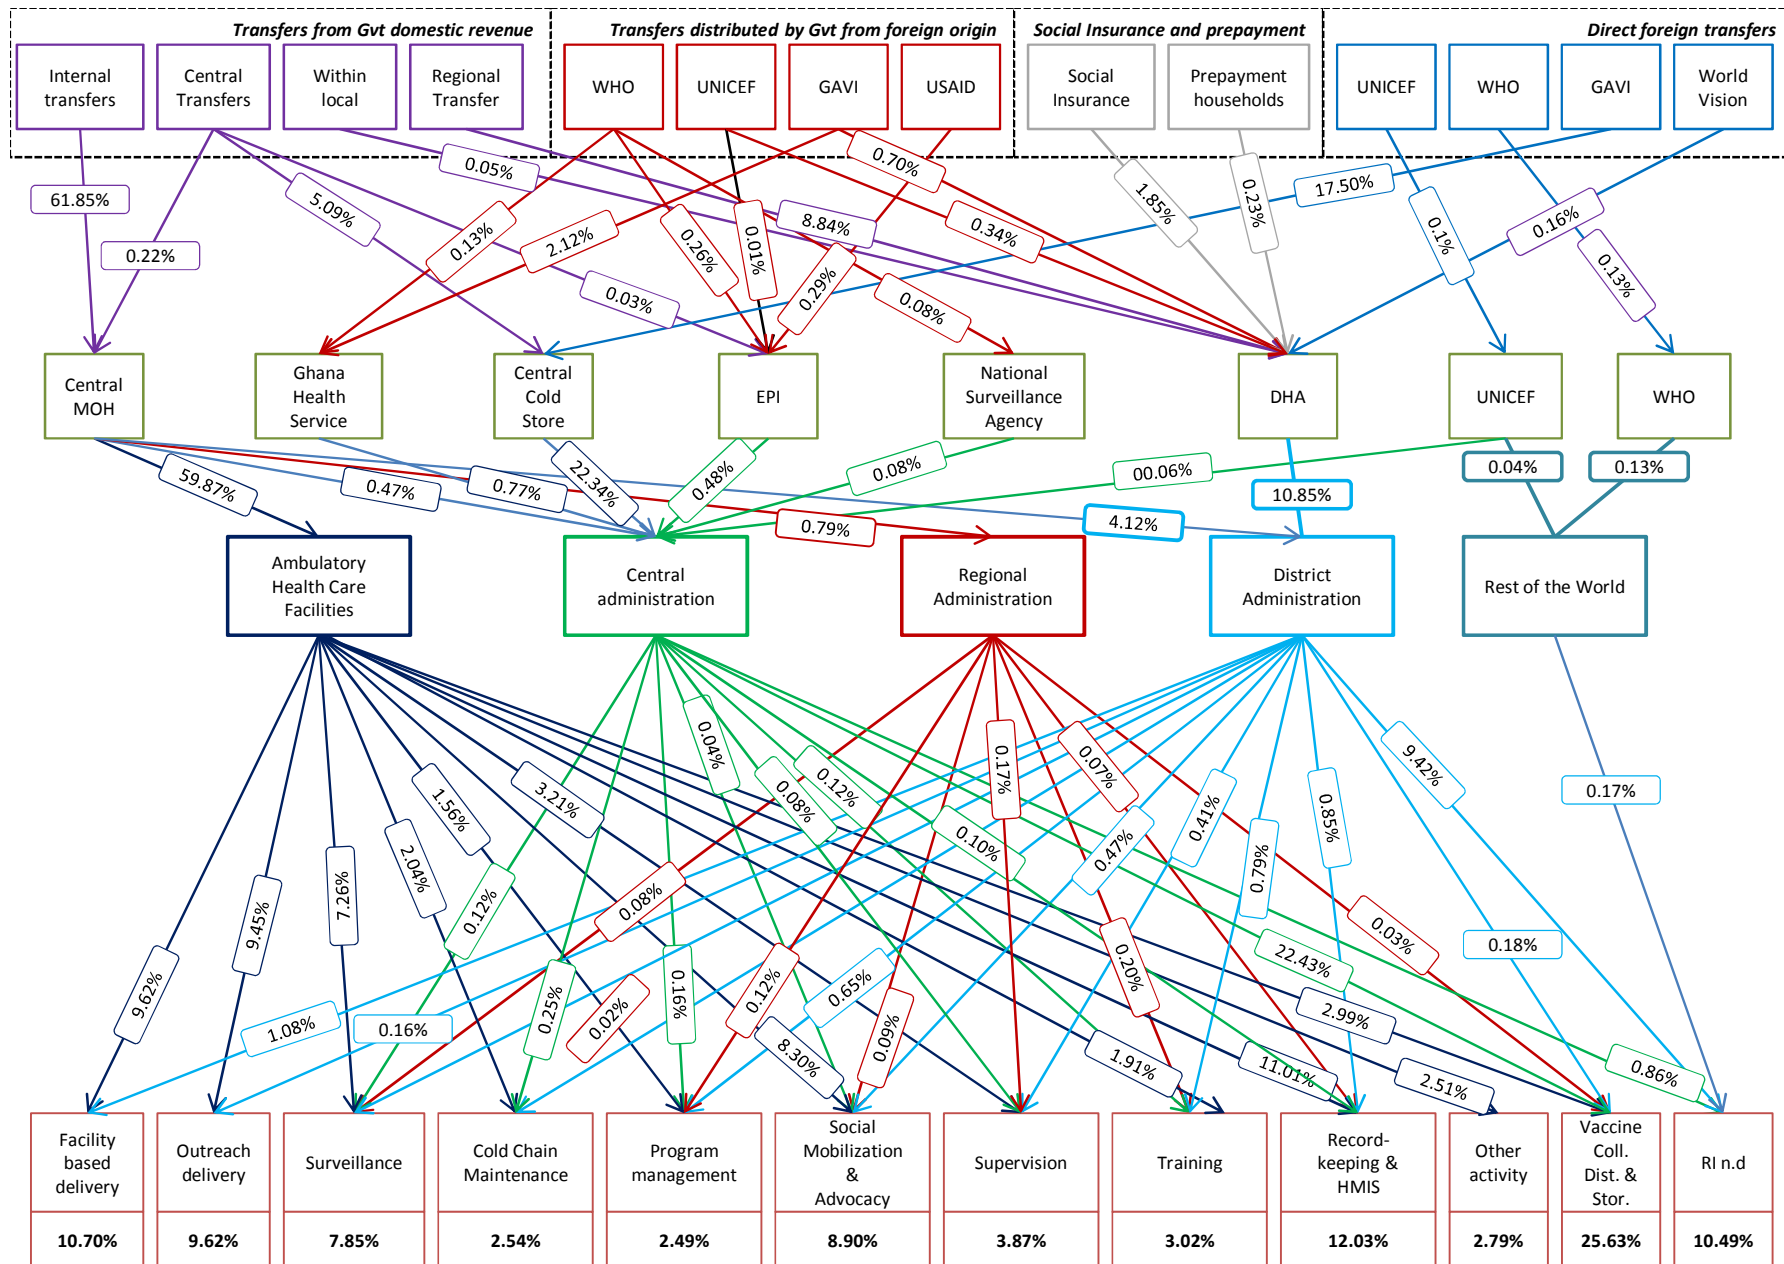 Transfers from Gvt domestic revenue
Transfers distributed by Gvt from foreign origin
Social Insurance and prepayment
Direct foreign transfers
Internal
transfers
Central
Transfers
Within
local
Regional
Transfer
WHO
UNICEF
GAVI
USAID
Social
Insurance
Prepayment
households
UNICEF
WHO
GAVI
World
Vision
0.05%
0.70%
61.85%
5.09%
1.85%
0.23%
17.50%
0.22%
0.13%
2.12%
0.26%
0.01%
8.84%
0.34%
0.1%
0.16%
0.03%
0.29%
0.08%
0.13%
Central
MOH
Ghana
Health
Service
Central
Cold
Store
EPI
National
Surveillance
Agency
DHA
UNICEF
WHO
59.87%
0.47%
0.77%
22.34%
0.48%
0.08%
00.06%
0.04%
0.13%
10.85%
0.79%
4.12%
Ambulatory
Health Care
Facilities
Central
administration
Regional
Administration
District
Administration
Rest of the World
0.04%
0.17%
0.07%
9.42%
1.56%
3.21%
0.08%
0.12%
0.17%
2.04%
0.10%
0.47%
0.41%
0.79%
0.85%
9.45%
7.26%
0.12%
0.08%
0.03%
0.18%
9.62%
1.08%
0.16%
0.25%
0.02%
0.16%
0.12%
0.65%
0.09%
0.20%
22.43%
2.99%
8.30%
1.91%
11.01%
2.51%
0.86%
Facility
based
delivery
Outreach
delivery
Surveillance
Cold Chain
Maintenance
Program
management
Social
Mobilization
&
Advocacy
Supervision
Training
Record-
keeping &
HMIS
Other
activity
Vaccine
Coll.
Dist. &
Stor.
RI n.d
10.70%
9.62%
7.85%
2.54%
2.49%
8.90%
3.87%
3.02%
12.03%
2.79%
25.63%
10.49%